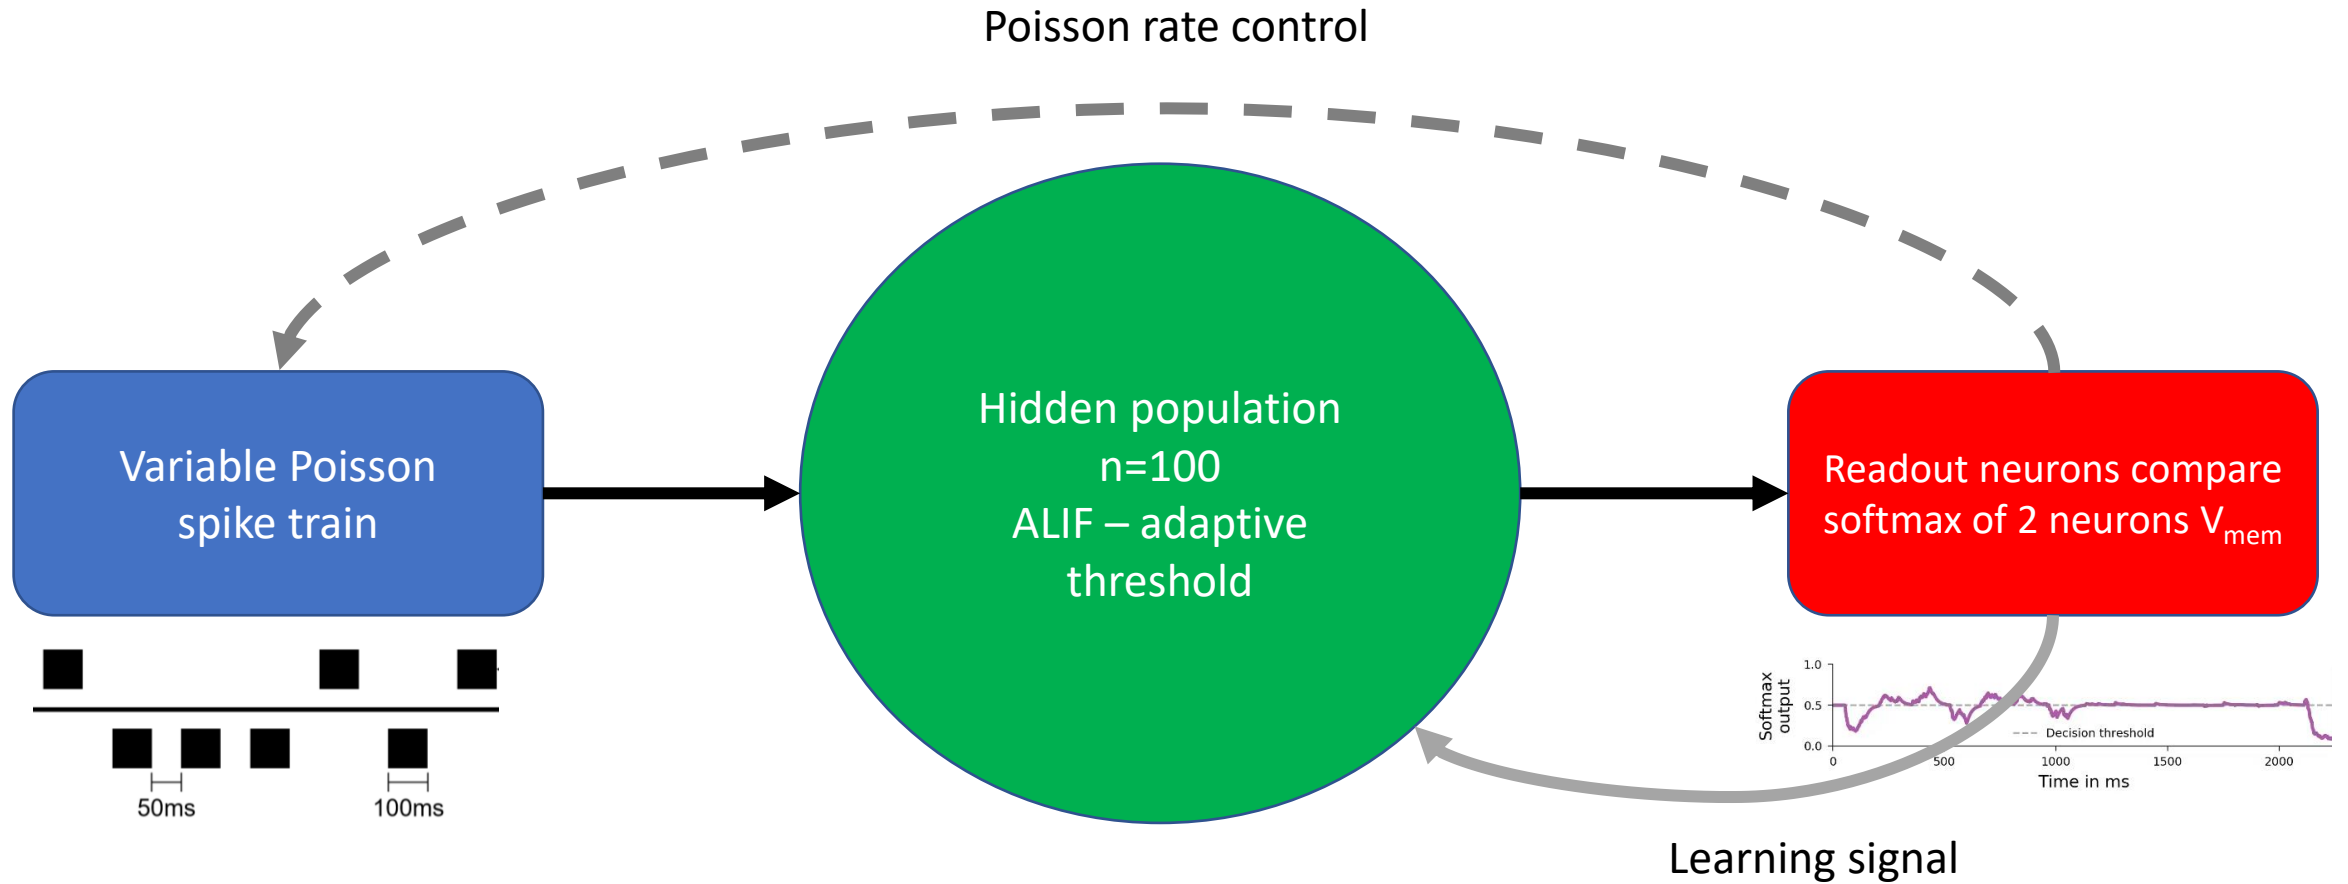 Poisson rate control
Variable Poisson
spike train
50ms
100ms
Hidden population
n=100
ALIF – adaptive
threshold
Readout neurons compare
softmax of 2 neurons Vmem
Softmax
output
1.0
0.5
0.0
Decision threshold
0
500
1000
1500
2000
Time in ms
Learning signal